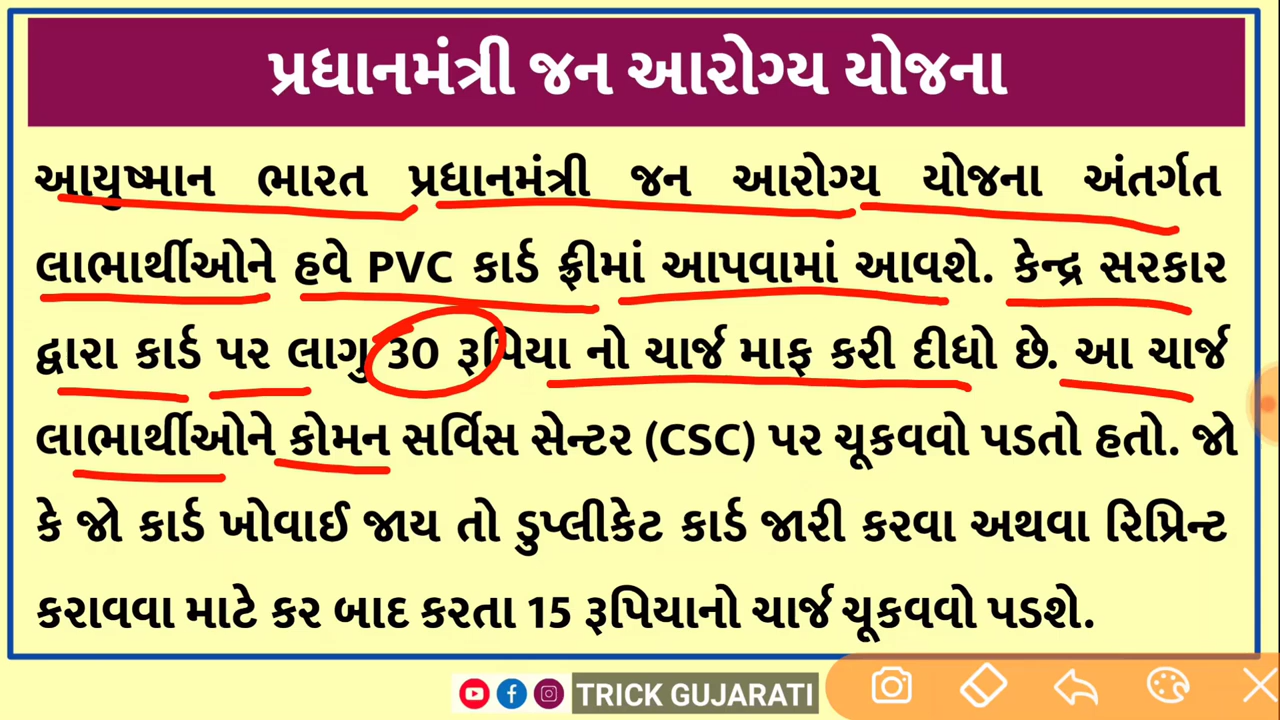 પ્રધાનમંત્રી જન આરોગ્ય યોજના
આયુષ્માન ભારત પ્રધાનમંત્રી જન આરોગ્ય યોજના અંતર્ગત
લાભાર્થીઓને હવે PVC કાર્ડ ફ્રીમાં આપવામાં આવશે. કેન્દ્ર સરકાર
દ્વારા કાર્ડ પર લાગુ 30 રૂપિયા નો ચાર્જ માફ કરી દીધો છે. આ ચાર્જ
લાભાર્થીઓને કોમન સર્વિસ સેન્ટર (CSC) પર ચૂકવવો પડતો હતો. જો
કે જો કાર્ડ ખોવાઈ જાય તો ડુપ્લીકેટ કાર્ડ જારી કરવા અથવા રિપ્રિન્ટ
કરાવવા માટે કર બાદ કરતા 15 રૂપિયાનો ચાર્જ ચૂકવવો પડશે.
TRICK GUJARATI